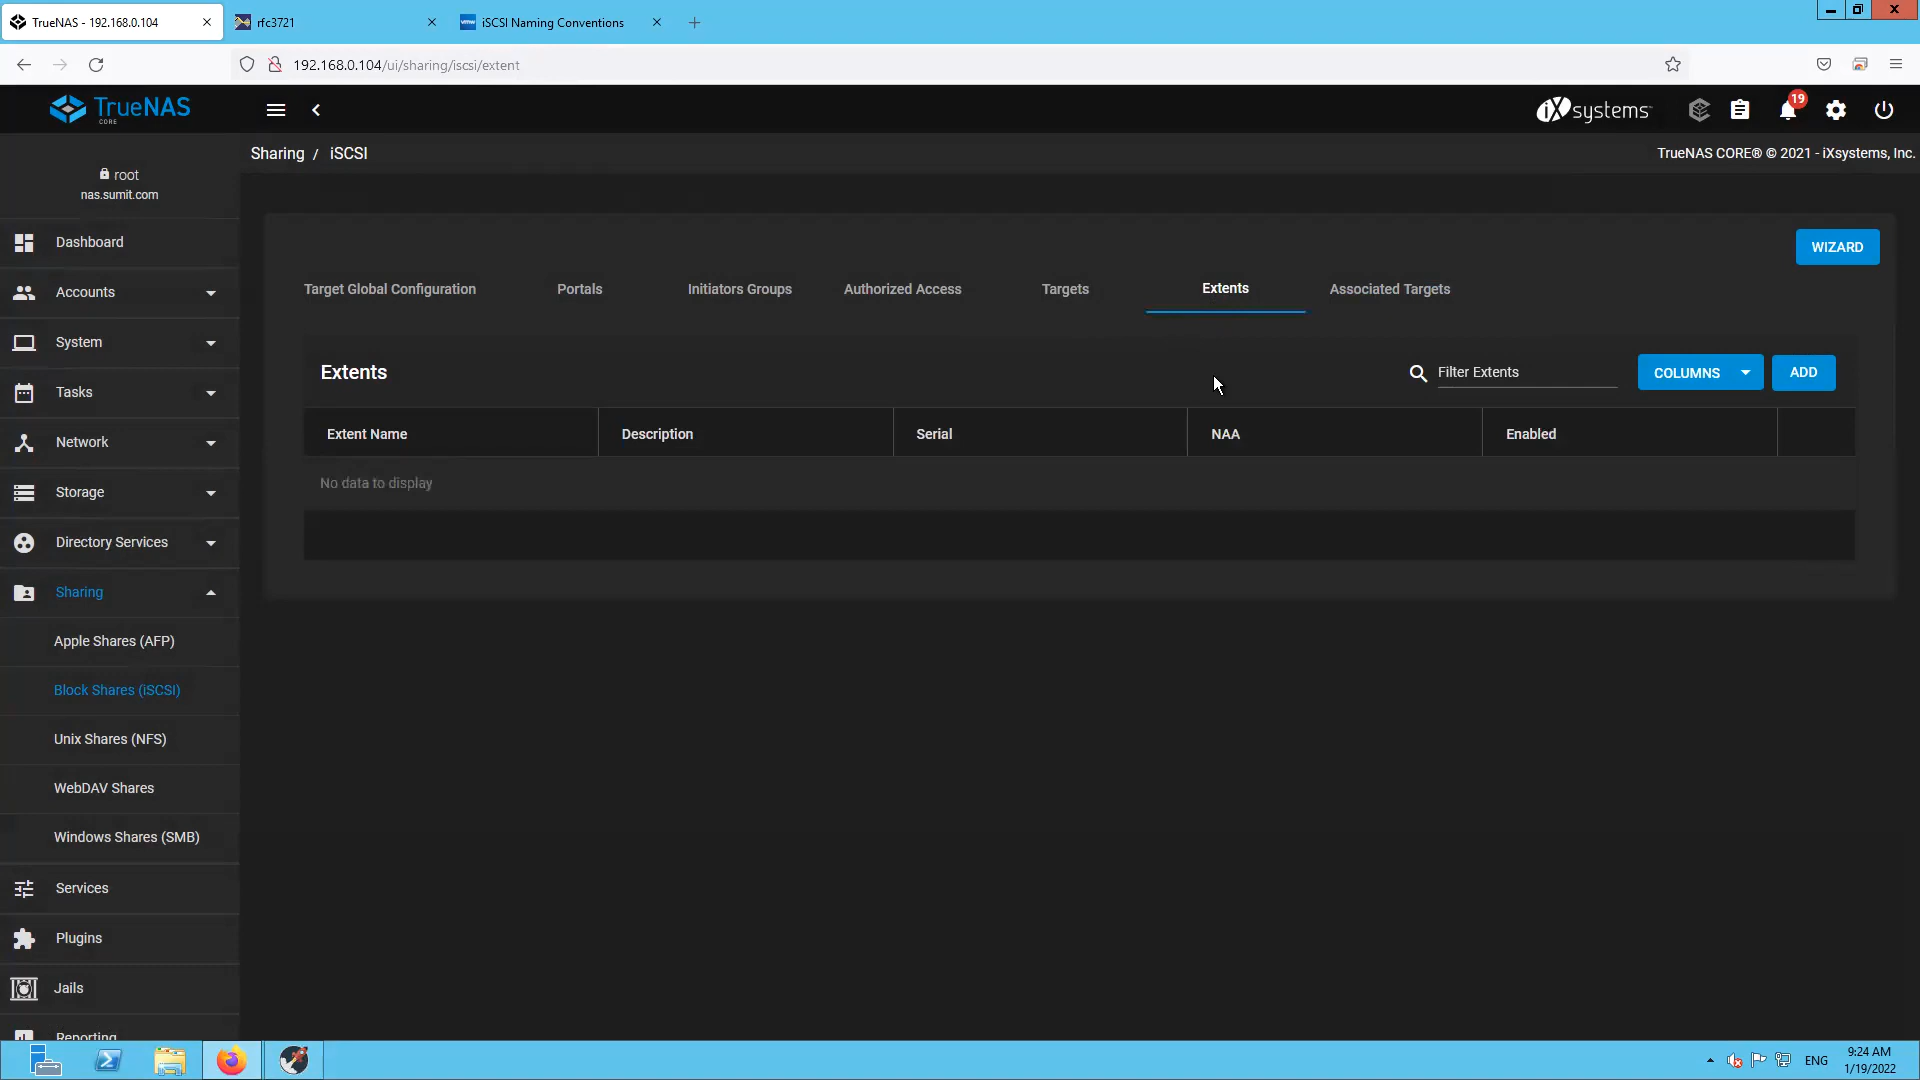 TrueNAS - 192.168.0.104
rfc3721
vmw
iSCSI Naming Conventions
192.168.0.104/ui/sharing/iscsi/extent
TrueNAS
CORE
iXsystems
19
Sharing / iSCSI
TrueNAS CORE® © 2021 - iXsystems, Inc.
root
nas.sumit.com
Dashboard
Accounts
System
Tasks
Network
Storage
Directory Services
Sharing
Apple Shares (AFP)
Block Shares (iSCSI)
Unix Shares (NFS)
WebDAV Shares
Windows Shares (SMB)
Services
Plugins
Jails
Reporting
WIZARD
Target Global Configuration
Portals
Initiators Groups
Authorized Access
Targets
Extents
Associated Targets
Extents
Filter Extents
COLUMNS
ADD
Extent Name
Description
Serial
NAA
Enabled
No data to display
ENG
9:24 AM
1/19/2022